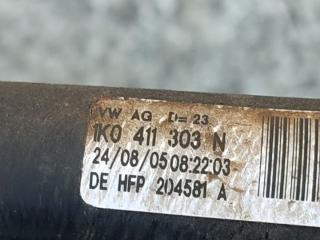 VW AG D= 23
1K0 411 303 N
24/08/05 08:22:03
DE HFP 204581 A